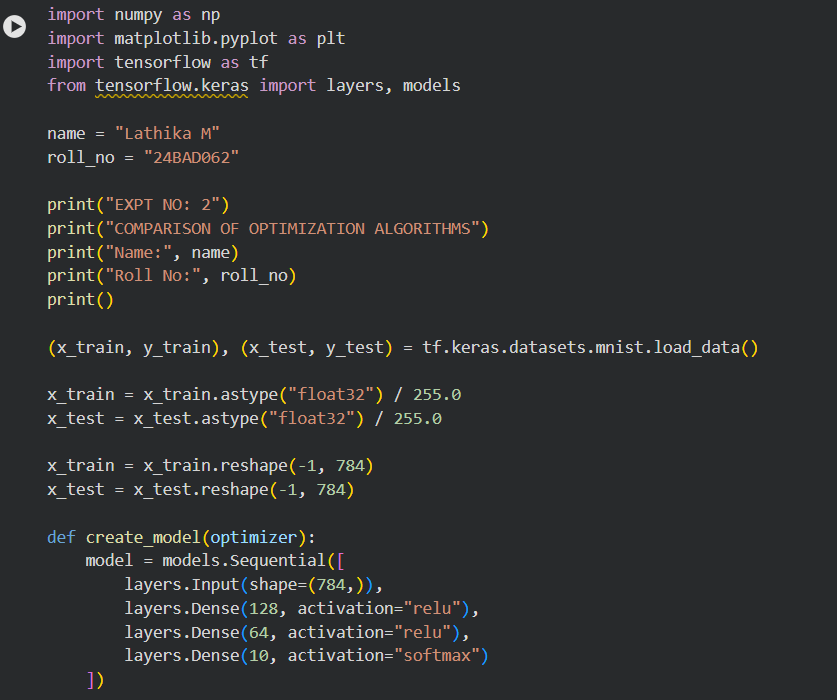 import numpy as np
import matplotlib.pyplot as plt
import tensorflow as tf
from tensorflow.keras import layers, models

name = "Lathika M"
roll_no = "24BAD062"

print("EXPT NO: 2")
print("COMPARISON OF OPTIMIZATION ALGORITHMS")
print("Name:", name)
print("Roll No:", roll_no)
print()

(x_train, y_train), (x_test, y_test) = tf.keras.datasets.mnist.load_data()

x_train = x_train.astype("float32") / 255.0
x_test = x_test.astype("float32") / 255.0

x_train = x_train.reshape(-1, 784)
x_test = x_test.reshape(-1, 784)

def create_model(optimizer):
    model = models.Sequential([
        layers.Input(shape=(784,)),
        layers.Dense(128, activation="relu"),
        layers.Dense(64, activation="relu"),
        layers.Dense(10, activation="softmax")
    ])